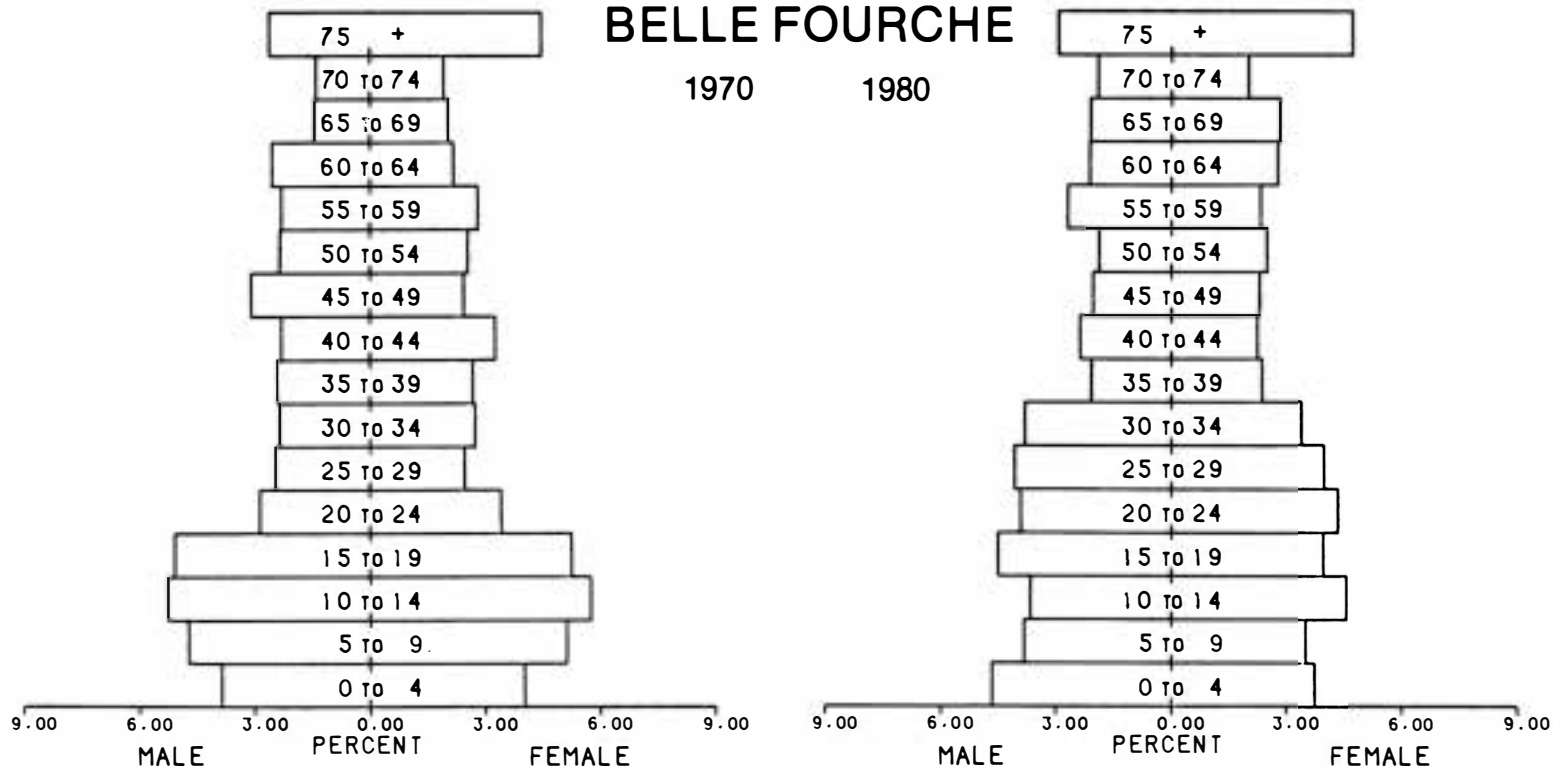 BELLE FOURCHE
1970 1980
75 +
70 TO 74
65 TO 69
60 TO 64
55 TO 59
50 TO 54
45 TO 49
40 TO 44
35 TO 39
30 TO 34
25 TO 29
20 TO 24
15 TO 19
10 TO 14
5 TO 9
0 TO 4
9.00 6.00 3.00 0.00 3.00 6.00 9.00
MALE PERCENT FEMALE
75 +
70 TO 74
65 TO 69
60 TO 64
55 TO 59
50 TO 54
45 TO 49
40 TO 44
35 TO 39
30 TO 34
25 TO 29
20 TO 24
15 TO 19
10 TO 14
5 TO 9
0 TO 4
9.00 6.00 3.00 0.00 3.00 6.00 9.00
MALE PERCENT FEMALE